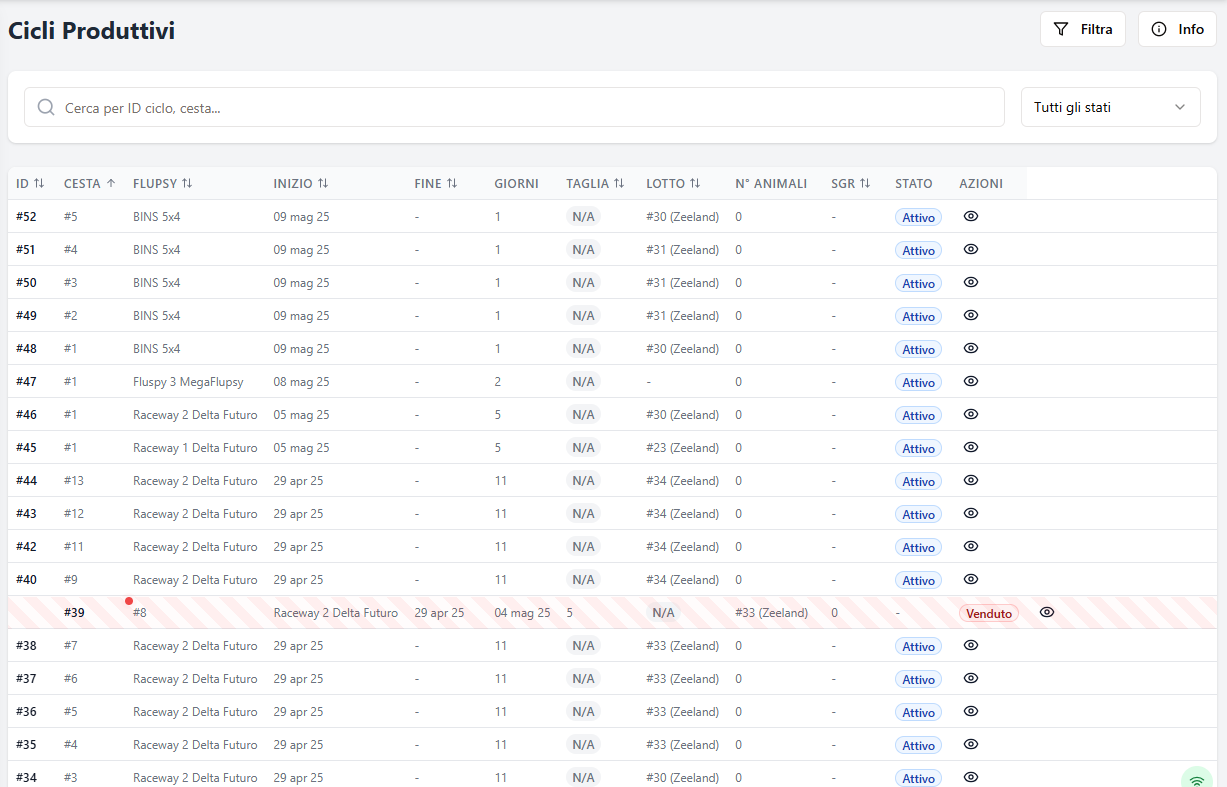 Cicli Produttivi
Filtra
Info
Cerca per ID ciclo, cesta...
Tutti gli stati
ID CESTA FLUPSY INIZIO FINE GIORNI TAGLIA LOTTO N° ANIMALI SGR STATO AZIONI
#52 #5 BINS 5x4 09 mag 25 - 1 N/A #30 (Zeeland) 0 - Attivo
#51 #4 BINS 5x4 09 mag 25 - 1 N/A #31 (Zeeland) 0 - Attivo
#50 #3 BINS 5x4 09 mag 25 - 1 N/A #31 (Zeeland) 0 - Attivo
#49 #2 BINS 5x4 09 mag 25 - 1 N/A #31 (Zeeland) 0 - Attivo
#48 #1 BINS 5x4 09 mag 25 - 1 N/A #30 (Zeeland) 0 - Attivo
#47 #1 Fluspy 3 MegaFlupsy 08 mag 25 - 2 N/A - 0 - Attivo
#46 #1 Raceway 2 Delta Futuro 05 mag 25 - 5 N/A #30 (Zeeland) 0 - Attivo
#45 #1 Raceway 1 Delta Futuro 05 mag 25 - 5 N/A #23 (Zeeland) 0 - Attivo
#44 #13 Raceway 2 Delta Futuro 29 apr 25 - 11 N/A #34 (Zeeland) 0 - Attivo
#43 #12 Raceway 2 Delta Futuro 29 apr 25 - 11 N/A #34 (Zeeland) 0 - Attivo
#42 #11 Raceway 2 Delta Futuro 29 apr 25 - 11 N/A #34 (Zeeland) 0 - Attivo
#40 #9 Raceway 2 Delta Futuro 29 apr 25 - 11 N/A #34 (Zeeland) 0 - Attivo
#39 #8 Raceway 2 Delta Futuro 29 apr 25 04 mag 25 5 N/A #33 (Zeeland) 0 - Venduto
#38 #7 Raceway 2 Delta Futuro 29 apr 25 - 11 N/A #33 (Zeeland) 0 - Attivo
#37 #6 Raceway 2 Delta Futuro 29 apr 25 - 11 N/A #33 (Zeeland) 0 - Attivo
#36 #5 Raceway 2 Delta Futuro 29 apr 25 - 11 N/A #33 (Zeeland) 0 - Attivo
#35 #4 Raceway 2 Delta Futuro 29 apr 25 - 11 N/A #33 (Zeeland) 0 - Attivo
#34 #3 Raceway 2 Delta Futuro 29 apr 25 - 11 N/A #30 (Zeeland) 0 - Attivo